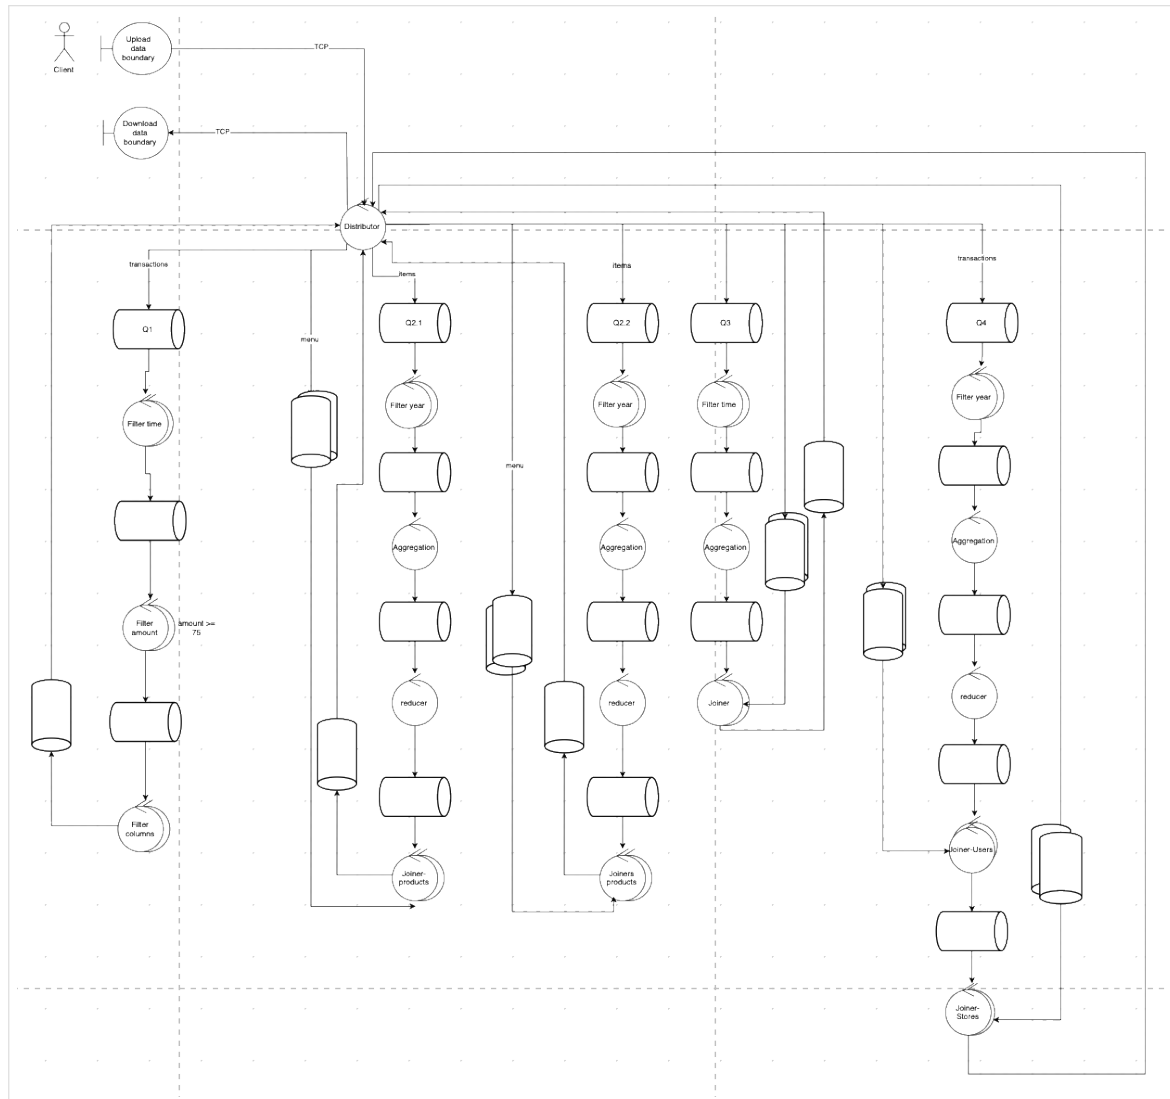 Upload
data
boundary
Client
TCP
Download
data
boundary
TCP
Distributor
transactions
items
items
transactions
menu
menu
Q1
Q2.1
Q2.2
Q3
Q4
Filter time
Filter year
Filter year
Filter time
Filter year
Aggregation
Aggregation
Aggregation
Aggregation
Filter
amount
amount >=
75
reducer
reducer
Joiner
reducer
Filter
columns
Joiner-
products
Joiners
products
Joiner-Users
Joiner-
Stores